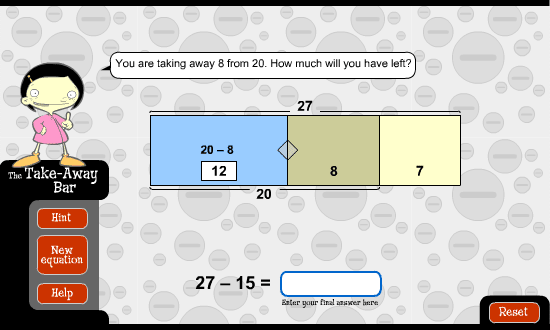 You are taking away 8 from 20. How much will you have left?
27
20 – 8
12
8
7
20
The Take-Away
Bar
Hint
New
equation
Help
27 – 15 =
Enter your final answer here
Reset